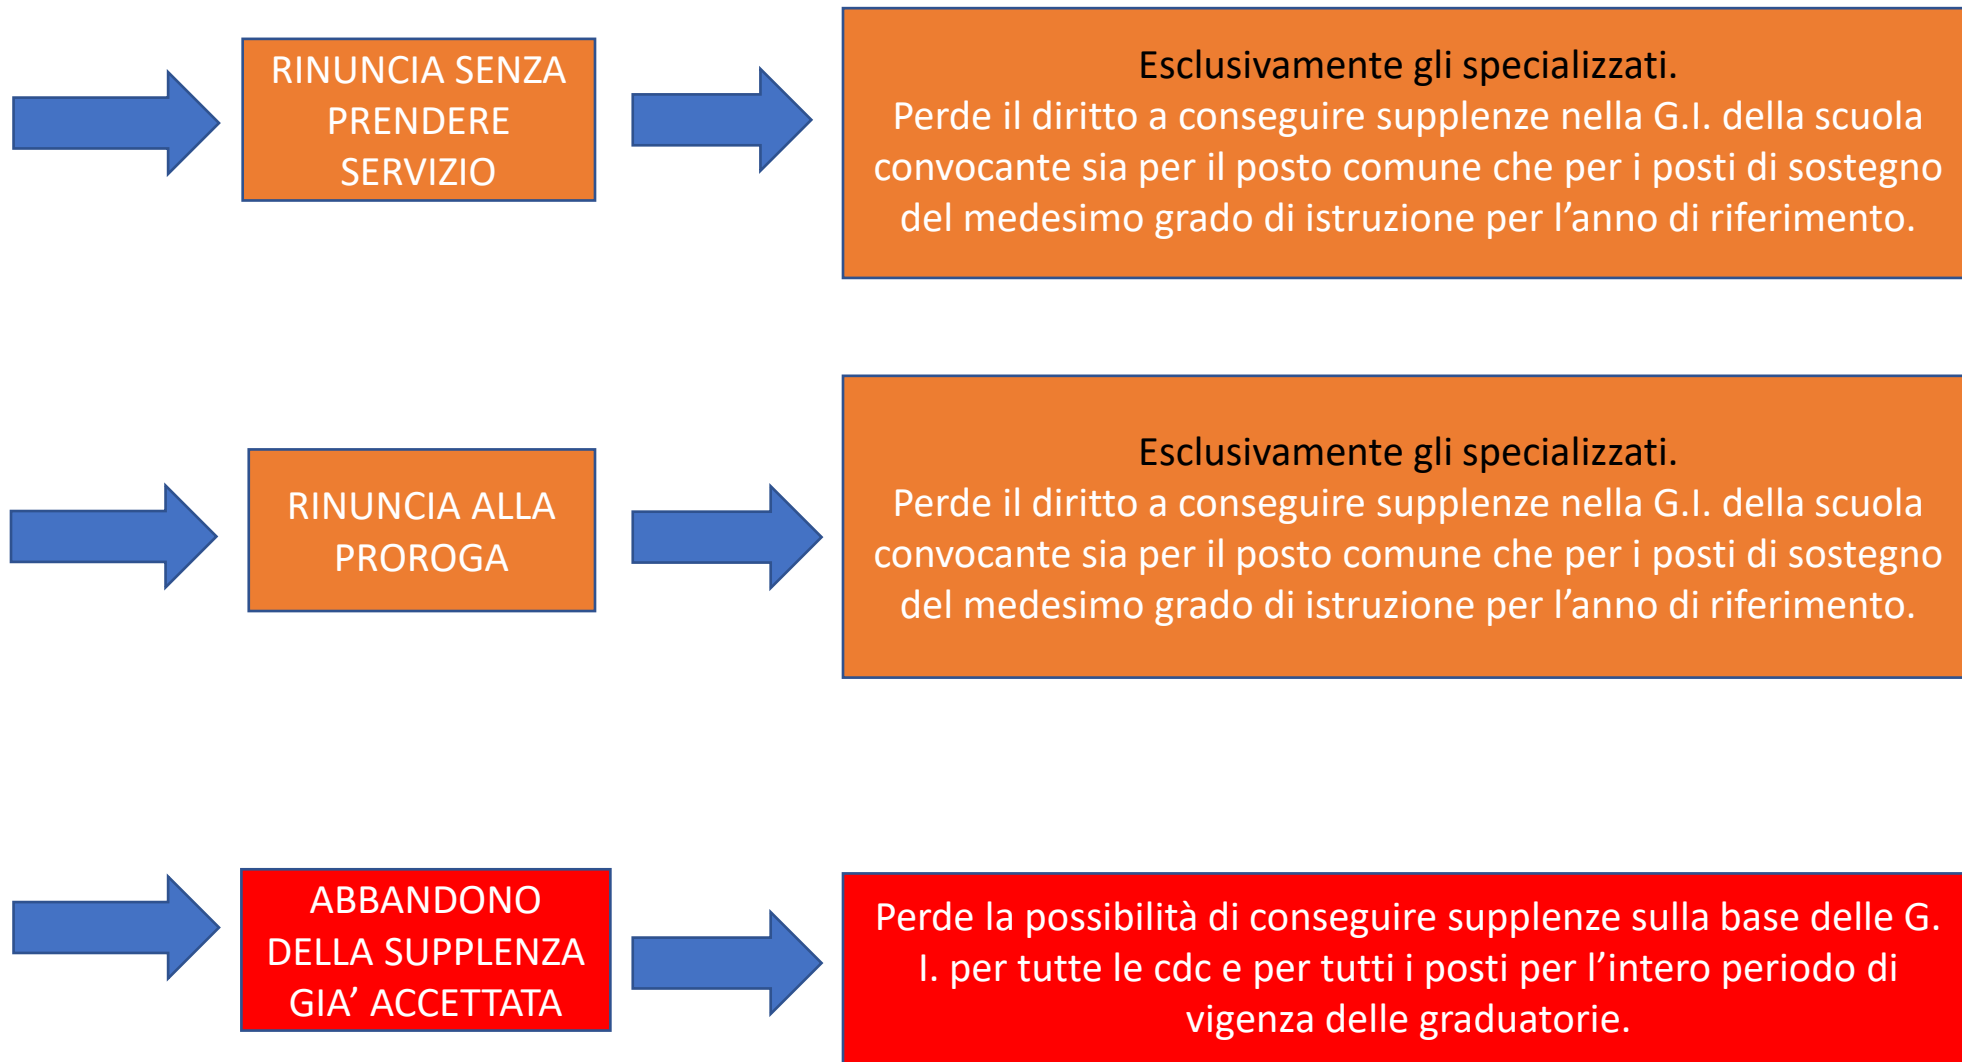 RINUNCIA SENZA
PRENDERE
SERVIZIO
Esclusivamente gli specializzati.
Perde il diritto a conseguire supplenze nella G.I. della scuola
convocante sia per il posto comune che per i posti di sostegno
del medesimo grado di istruzione per l’anno di riferimento.
RINUNCIA ALLA
PROROGA
Esclusivamente gli specializzati.
Perde il diritto a conseguire supplenze nella G.I. della scuola
convocante sia per il posto comune che per i posti di sostegno
del medesimo grado di istruzione per l’anno di riferimento.
ABBANDONO
DELLA SUPPLENZA
GIA’ ACCETTATA
Perde la possibilità di conseguire supplenze sulla base delle G.
I. per tutte le cdc e per tutti i posti per l’intero periodo di
vigenza delle graduatorie.